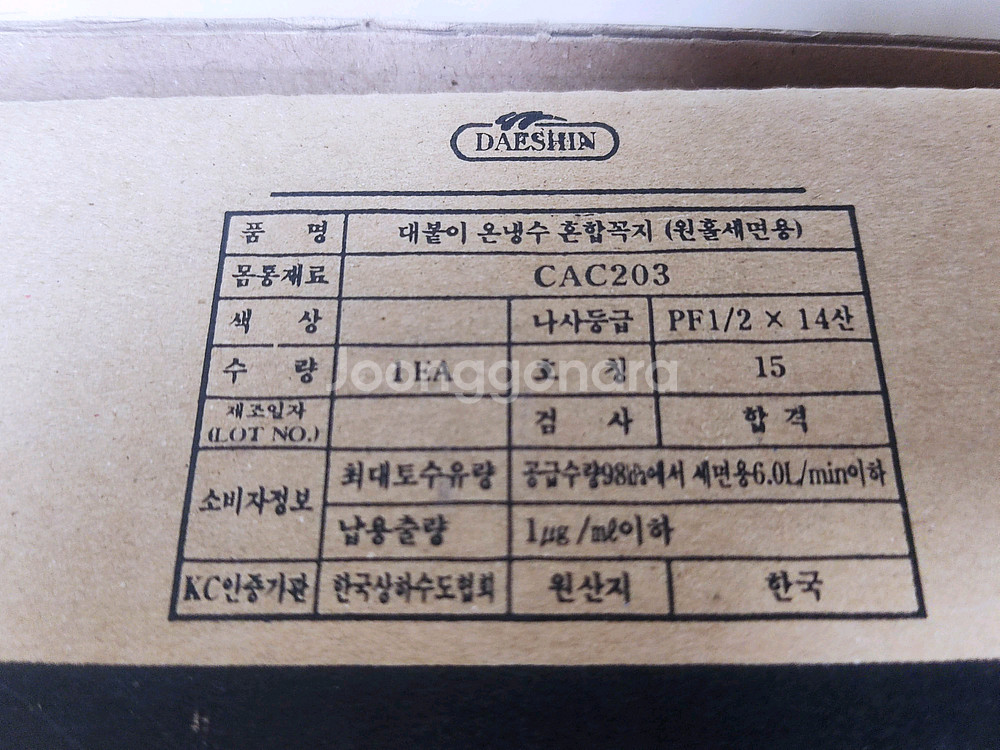 DAESHIN
품 명 대붙이 온냉수 혼합꼭지 (원홀세면용)
몸통재료 CAC203
색 상 나사등급 PF1/2 × 14산
수 량 1 EA 호 칭 15
제조일자 (LOT NO.) 검 사 합 격
소비자정보
최대토수유량 공급수량98㎪에서 세면용6.0L/min이하
납용출량 1㎍/㎖이하
KC인증기관 한국상하수도협회 원산지 한국
Joonggonara